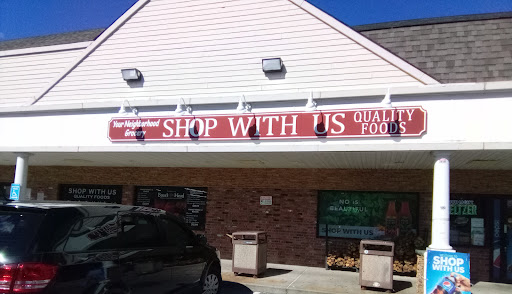 Your Neighborhood
Grocery
SHOP WITH US
QUALITY
FOODS
SHOP WITH US
QUALITY FOODS
NO IS
BEAUTIFUL
SHOP WITH US
SHOP
WITH US